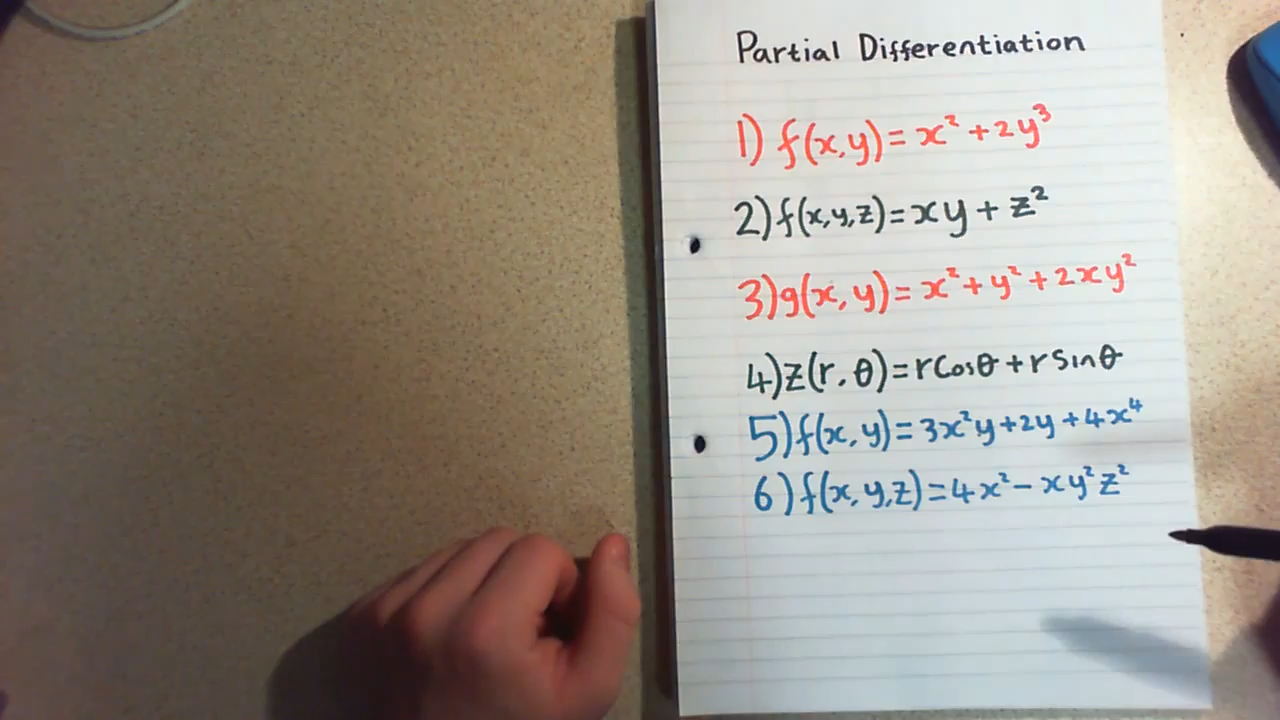 Partial Differentiation
1) f(x,y)=x²+2y³
2) f(x,y,z)=xy+z²
3) g(x,y)=x²+y²+2xy²
4) z(r,θ)=rCosθ+rSinθ
5) f(x,y)=3x²y+2y+4x⁴
6) f(x,y,z)=4x²-xy²z²